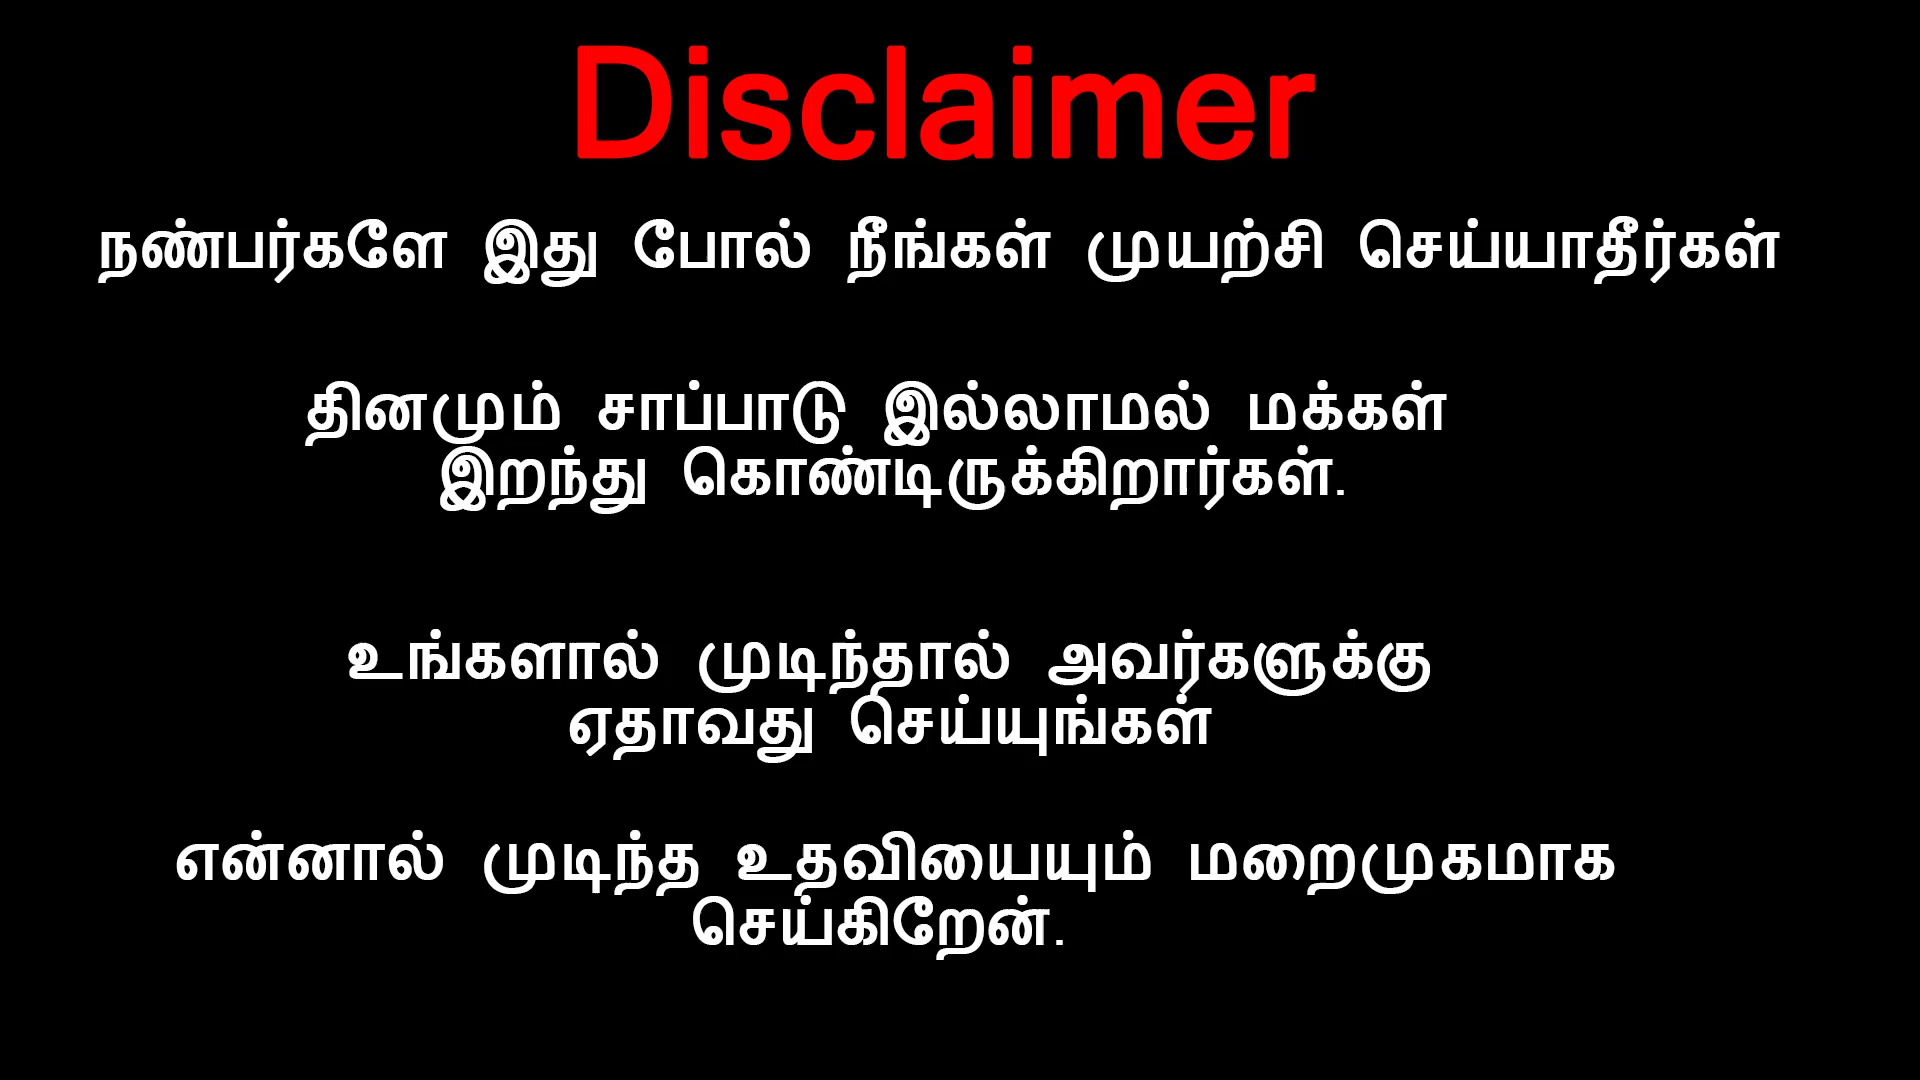 Disclaimer
நண்பர்களே இது போல் நீங்கள் முயற்சி செய்யாதீர்கள்
தினமும் சாப்பாடு இல்லாமல் மக்கள்
இறந்து கொண்டிருக்கிறார்கள்.
உங்களால் முடிந்தால் அவர்களுக்கு
ஏதாவது செய்யுங்கள்
என்னால் முடிந்த உதவியையும் மறைமுகமாக
செய்கிறேன்.